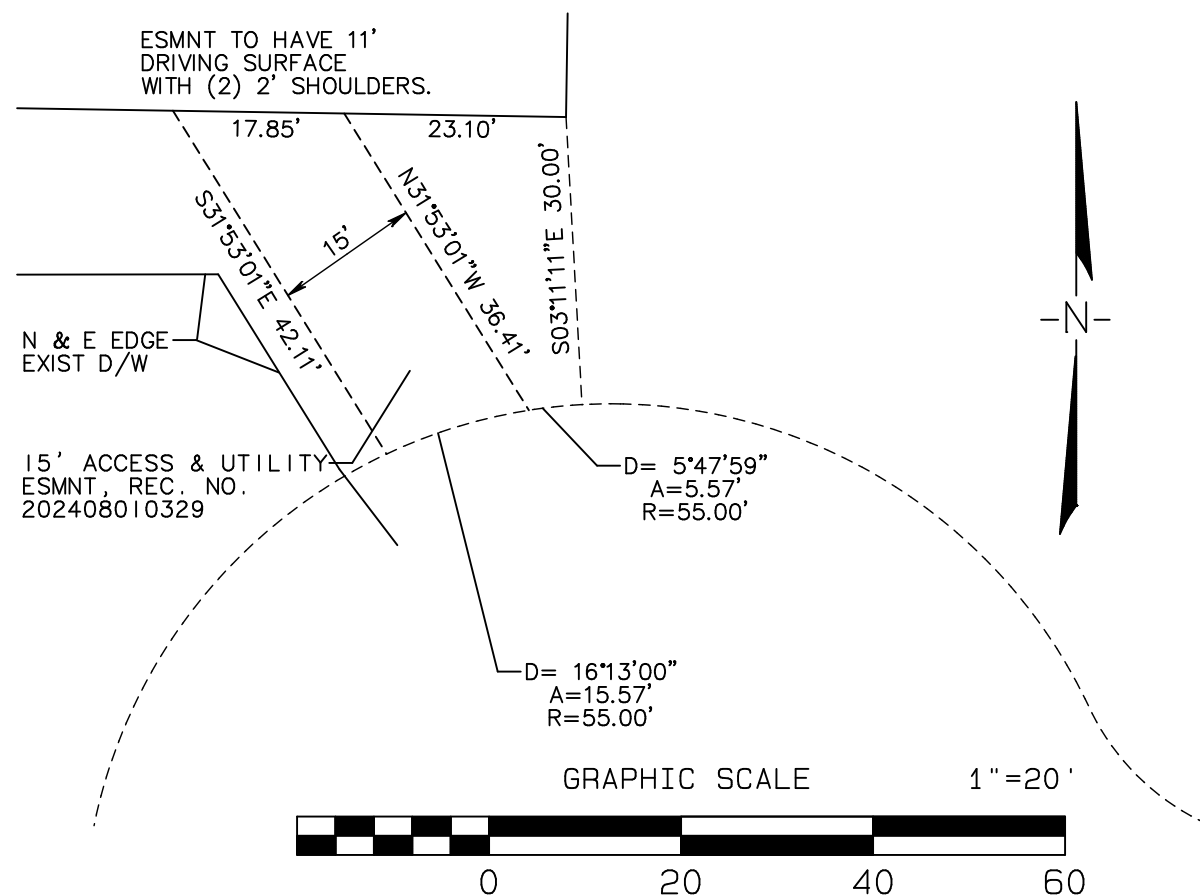 ESMNT TO HAVE 11'
DRIVING SURFACE
WITH (2) 2' SHOULDERS.
17.85'
23.10'
S31°53'01"E 42.11'
15'
N31°53'01"W 36.41'
S03°11'11"E 30.00'
-N-
N & E EDGE
EXIST D/W
15' ACCESS & UTILITY
ESMNT, REC. NO.
202408010329
D= 5°47'59"
A=5.57'
R=55.00'
D= 16°13'00"
A=15.57'
R=55.00'
GRAPHIC SCALE 1"=20'
0 20 40 60